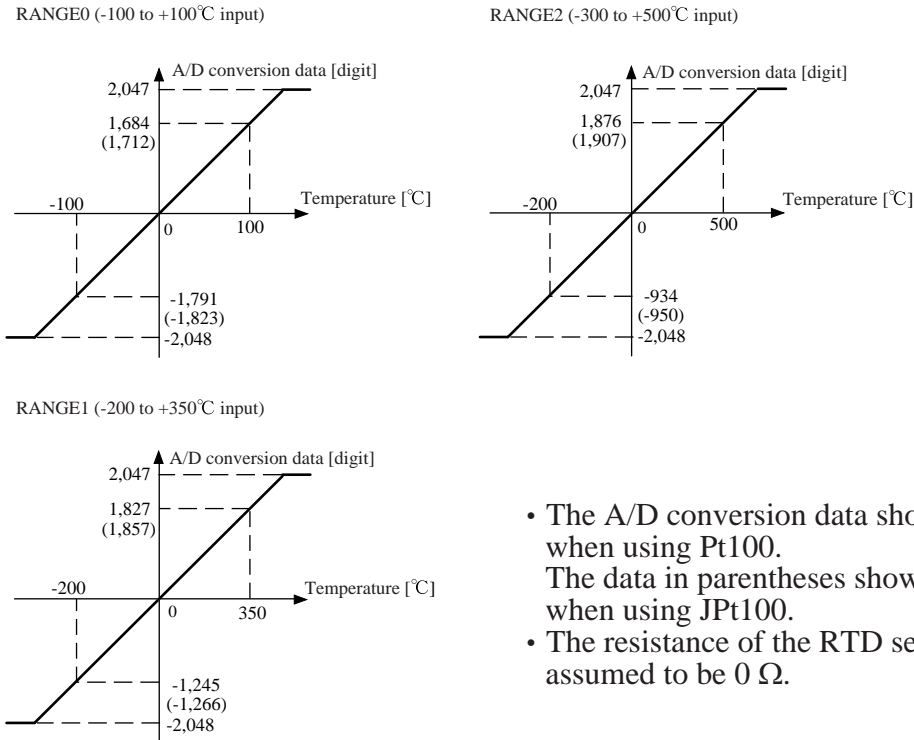 RANGE0 (-100 to +100℃ input)
A/D conversion data [digit]
2,047
1,684
(1,712)
-100
Temperature [℃]
0
100
-1,791
(-1,823)
-2,048
RANGE2 (-300 to +500℃ input)
A/D conversion data [digit]
2,047
1,876
(1,907)
-200
Temperature [℃]
0
500
-934
(-950)
-2,048
RANGE1 (-200 to +350℃ input)
A/D conversion data [digit]
2,047
1,827
(1,857)
-200
Temperature [℃]
0
350
-1,245
(-1,266)
-2,048
• The A/D conversion data
when using Pt100.
The data in parentheses
when using JPt100.
• The resistance of the RTD
assumed to be 0 Ω.